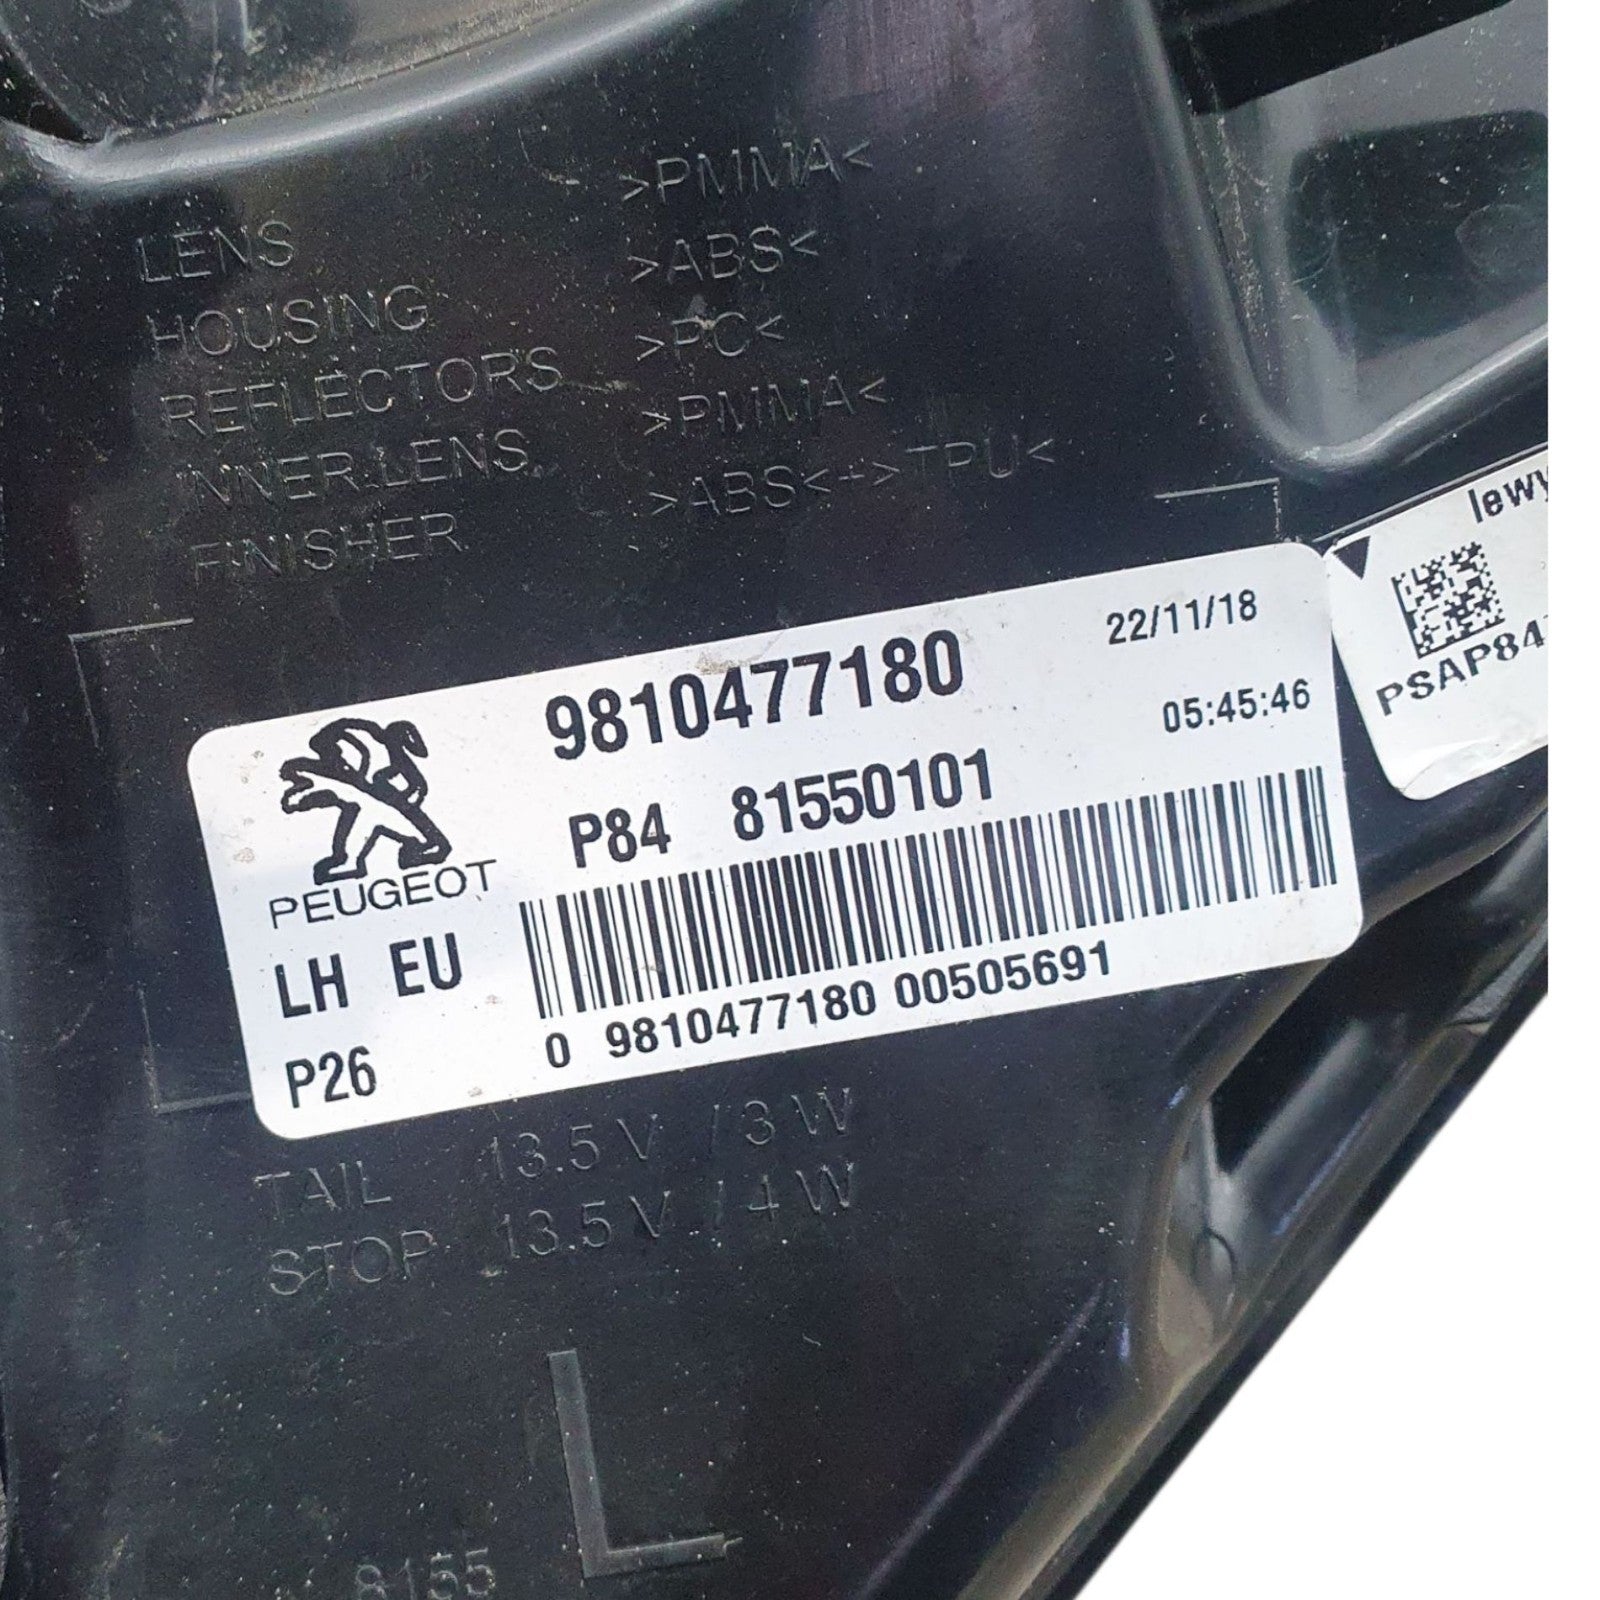 LENS >PMMA<
HOUSING >ABS<
REFLECTORS >PC<
INNER LENS >PMMA<
FINISHER >ABS<+>TPU<
lewy
PSAP84
9810477180 22/11/18
P84 81550101 05:45:46
PEUGEOT
LH EU
P26
0 9810477180 00505691
TAIL 13.5 V / 3 W
STOP 13.5 V / 4 W
L
8155